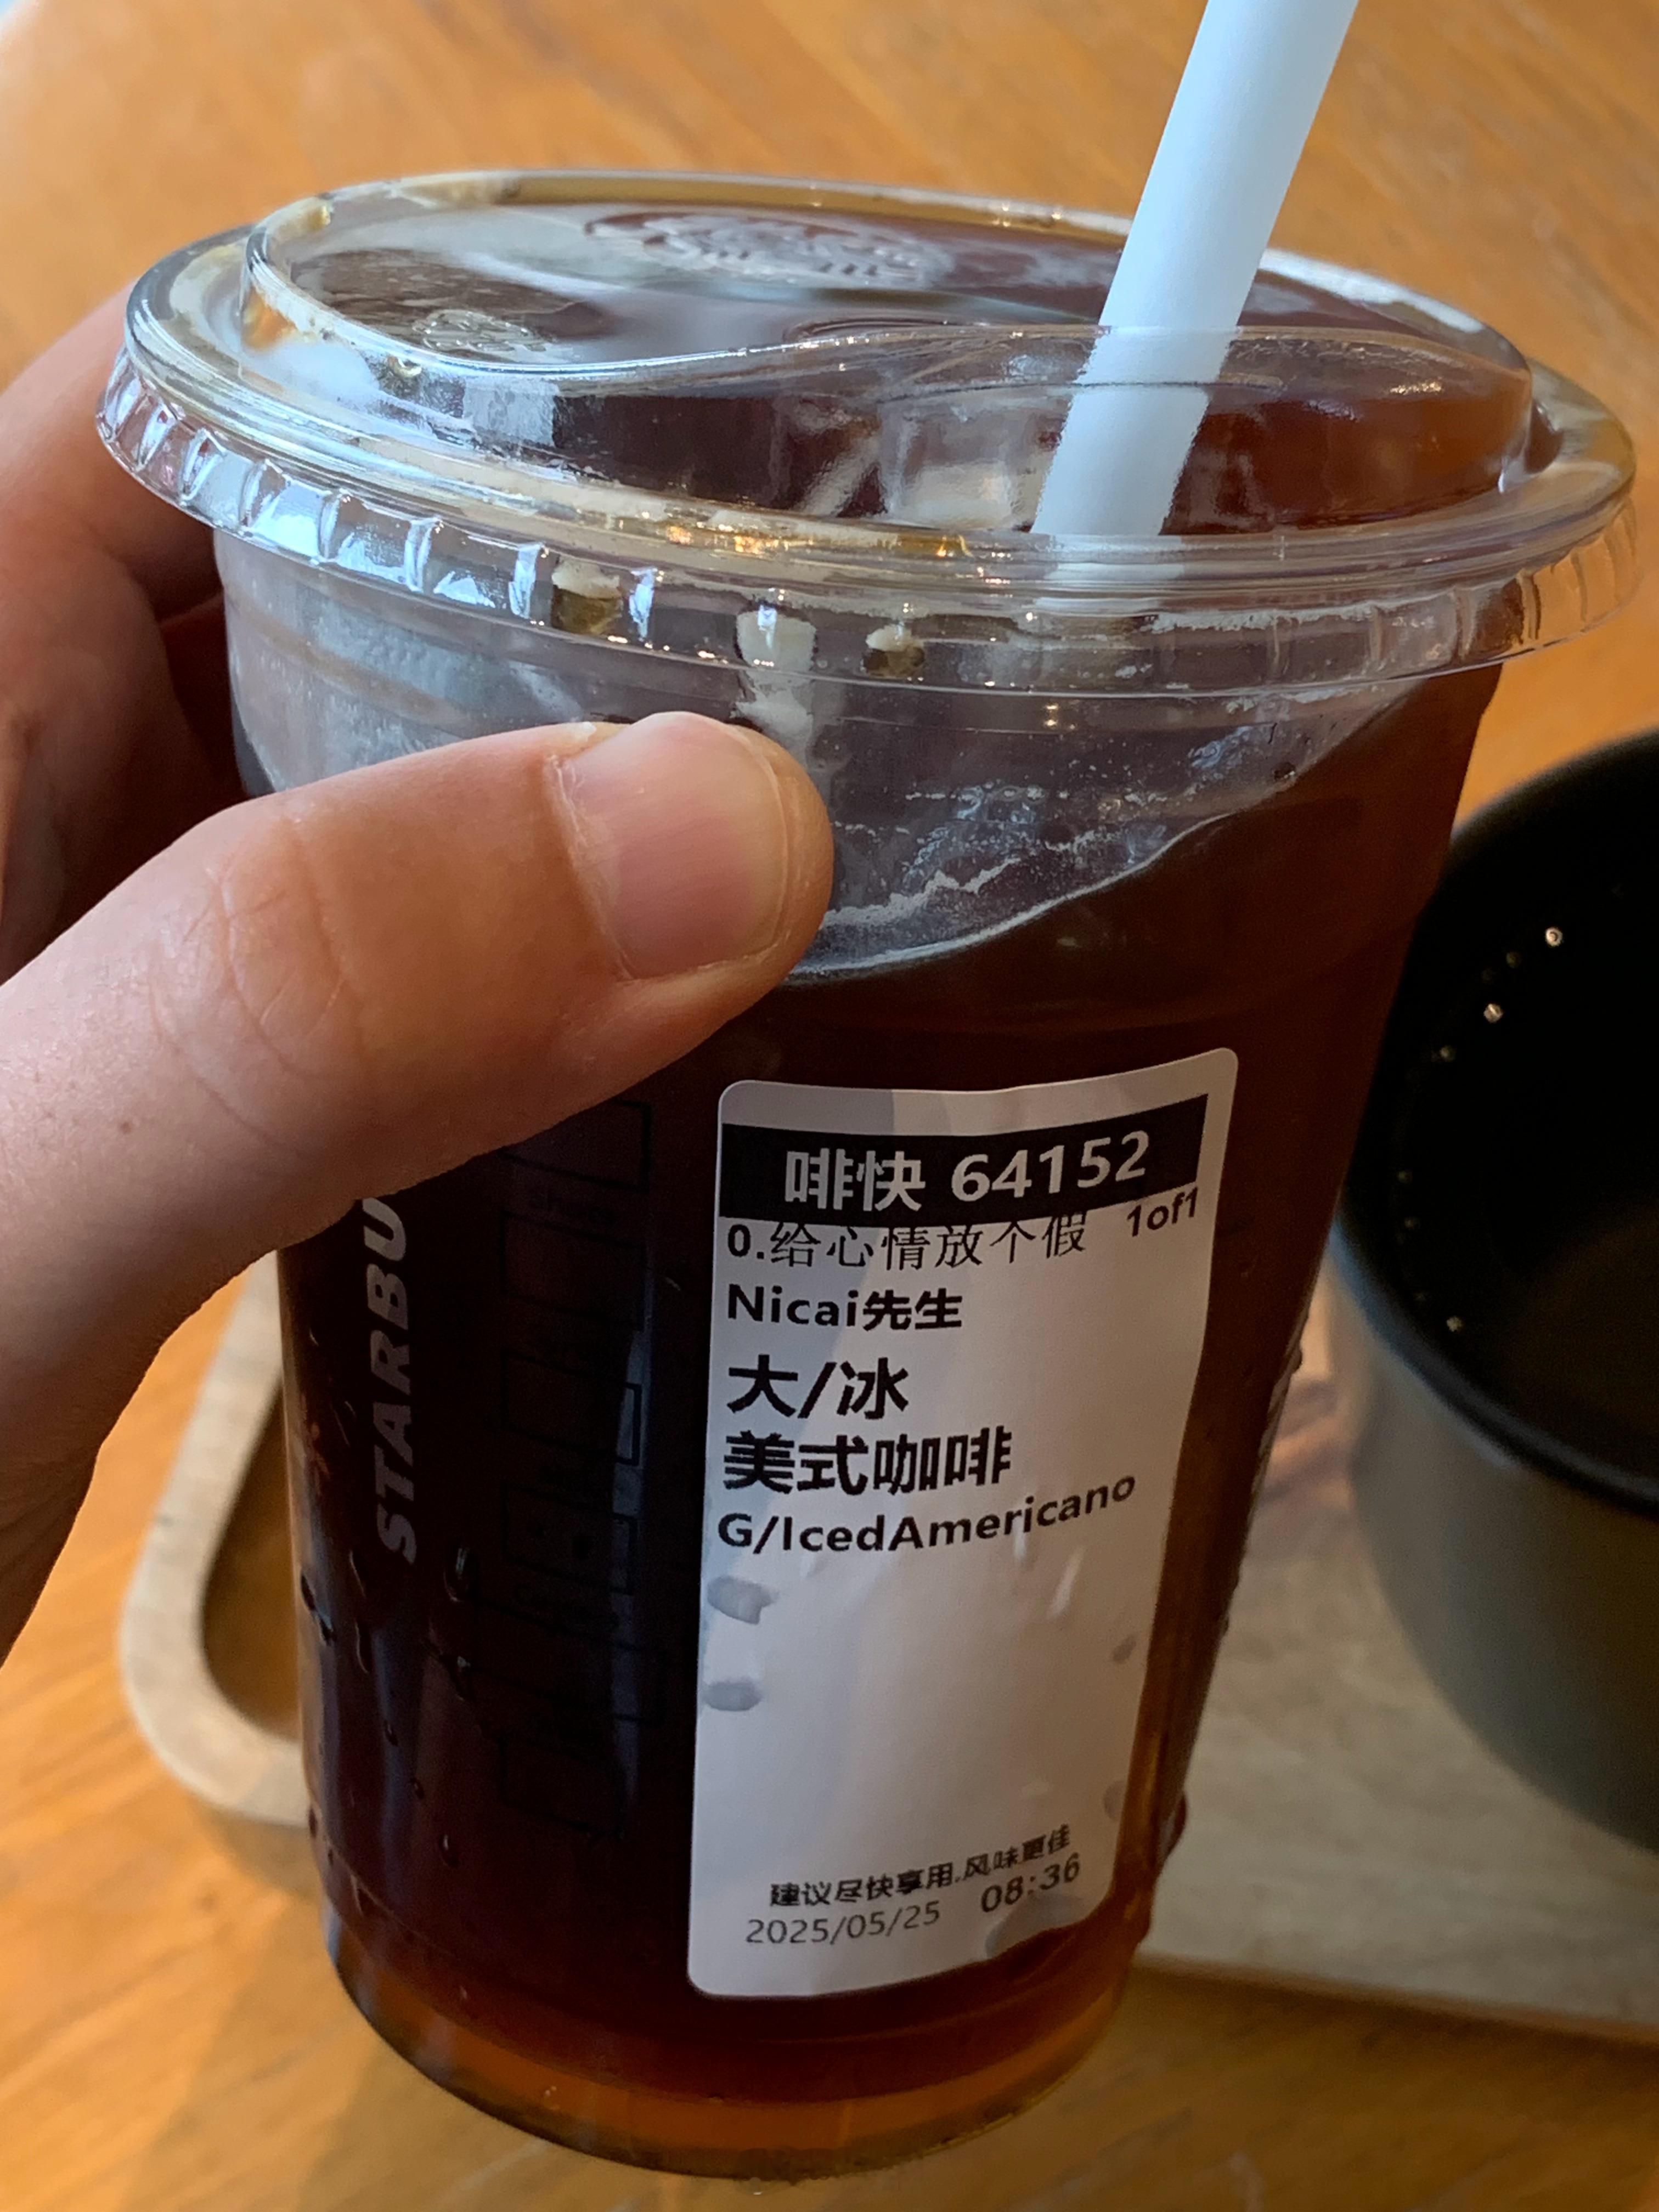 STARBU
啡快 64152
0.给心情放个假 1of1
Nicai先生
大/冰
美式咖啡
G/IcedAmericano
建议尽快享用.风味更佳
2025/05/25 08:36